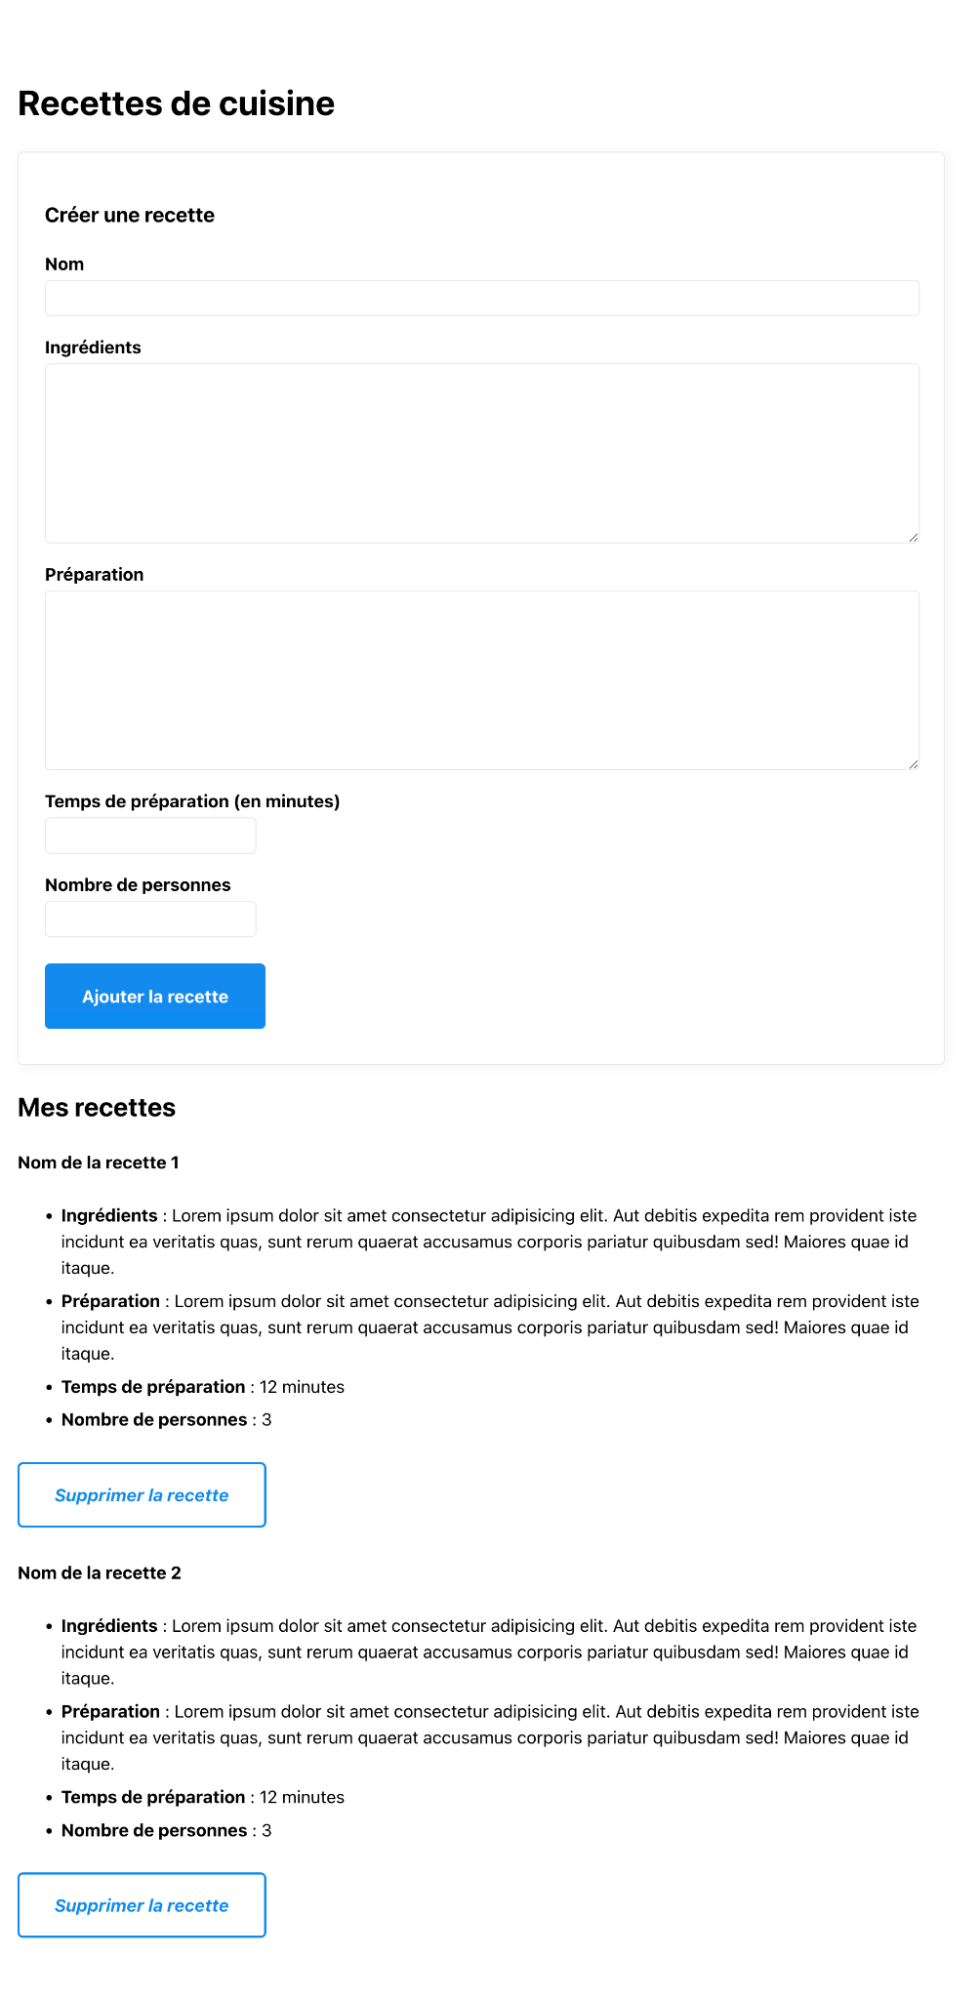 Recettes de cuisine
Créer une recette
Nom
Ingrédients
Préparation
Temps de préparation (en minutes)
Nombre de personnes
Ajouter la recette
Mes recettes
Nom de la recette 1
• Ingrédients : Lorem ipsum dolor sit amet consectetur adipisicing elit. Aut debitis expedita rem provident iste
incidunt ea veritatis quas, sunt rerum quaerat accusamus corporis pariatur quibusdam sed! Maiores quae id
itaque.
• Préparation : Lorem ipsum dolor sit amet consectetur adipisicing elit. Aut debitis expedita rem provident iste
incidunt ea veritatis quas, sunt rerum quaerat accusamus corporis pariatur quibusdam sed! Maiores quae id
itaque.
• Temps de préparation : 12 minutes
• Nombre de personnes : 3
Supprimer la recette
Nom de la recette 2
• Ingrédients : Lorem ipsum dolor sit amet consectetur adipisicing elit. Aut debitis expedita rem provident iste
incidunt ea veritatis quas, sunt rerum quaerat accusamus corporis pariatur quibusdam sed! Maiores quae id
itaque.
• Préparation : Lorem ipsum dolor sit amet consectetur adipisicing elit. Aut debitis expedita rem provident iste
incidunt ea veritatis quas, sunt rerum quaerat accusamus corporis pariatur quibusdam sed! Maiores quae id
itaque.
• Temps de préparation : 12 minutes
• Nombre de personnes : 3
Supprimer la recette